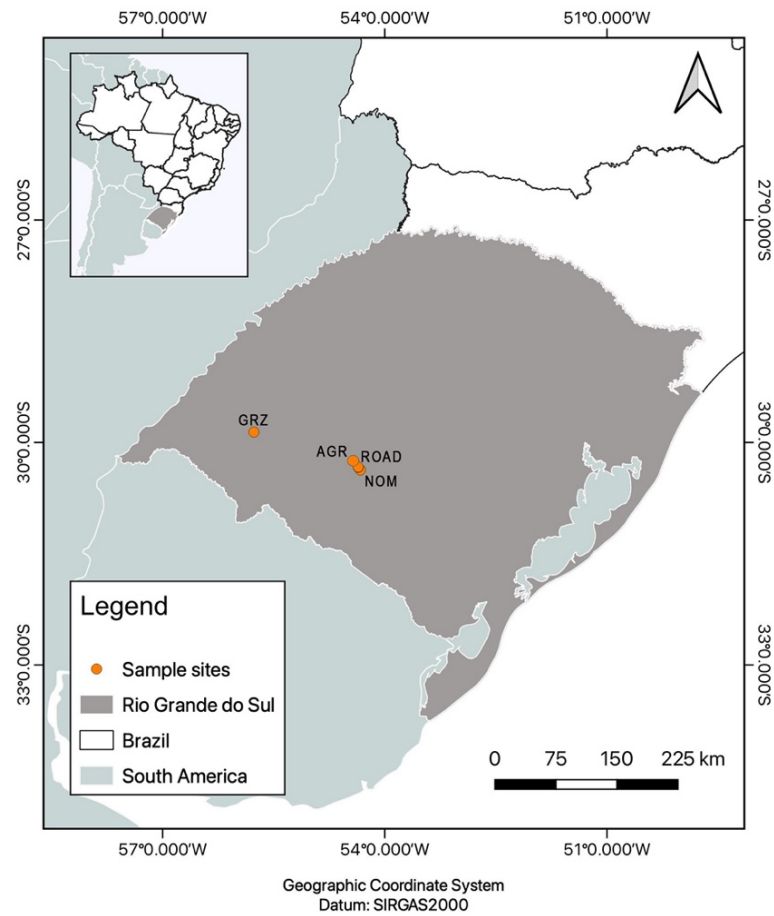 57°0.000'W 54°0.000'W 51°0.000'W
27°0.000'S 27°0.000'S
GRZ
30°0.000'S 30°0.000'S
AGR ROAD
NOM
Legend
Sample sites
Rio Grande do Sul
Brazil
South America
33°0.000'S 33°0.000'S
0 75 150 225 km
57°0.000'W 54°0.000'W 51°0.000'W
Geographic Coordinate System
Datum: SIRGAS2000